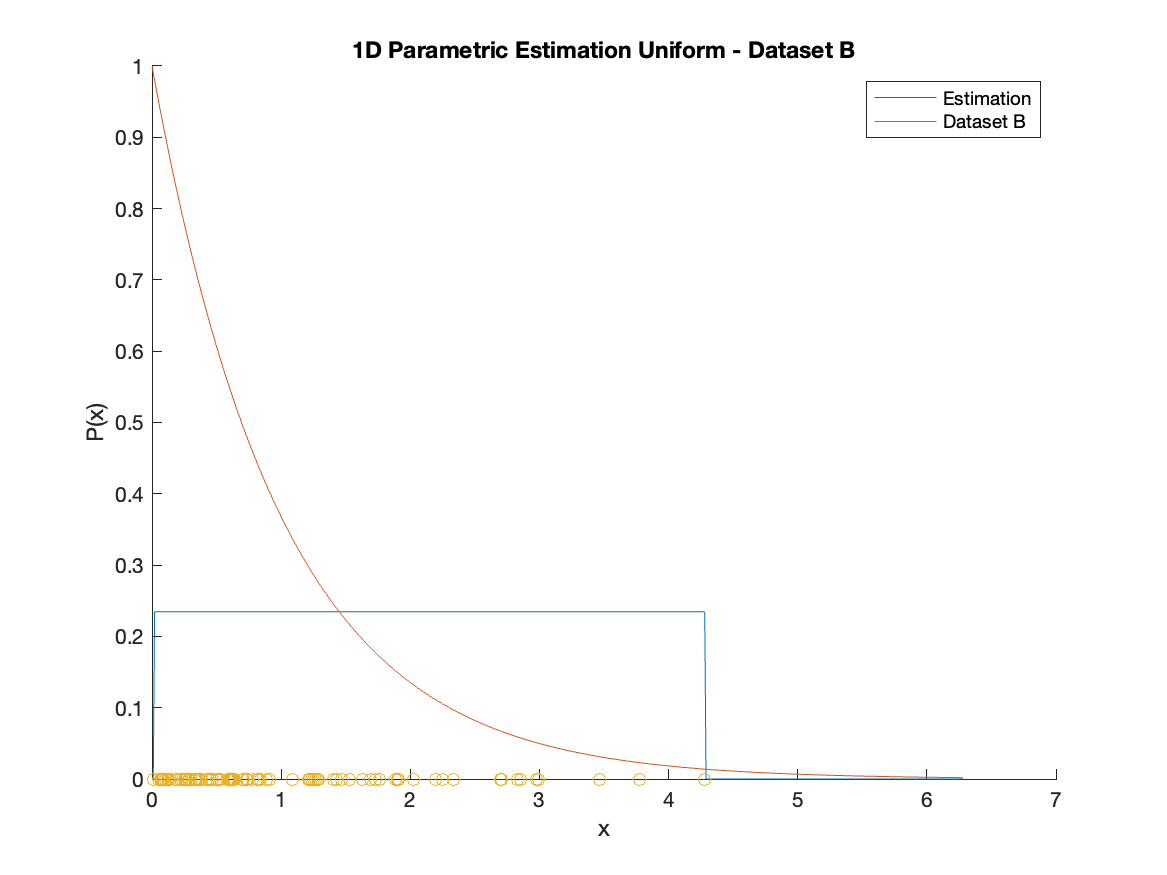 1D Parametric Estimation Uniform - Dataset B
Estimation
Dataset B
1
0.9
0.8
0.7
0.6
0.5
0.4
0.3
0.2
0.1
0
P(x)
0 1 2 3 4 5 6 7
x